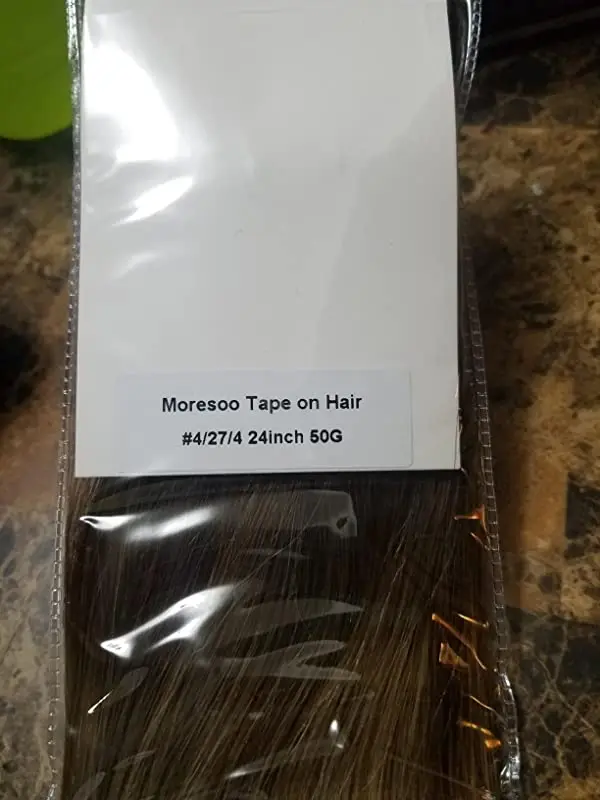 Moresoo Tape on Hair
#4/27/4 24inch 50G